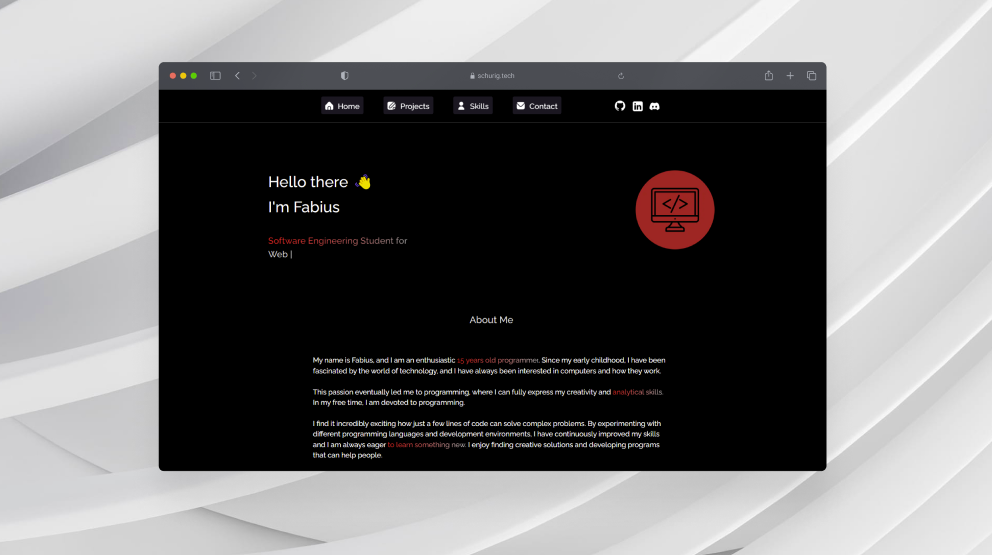 schurig.tech
Home Projects Skills Contact
Hello there 👋
I'm Fabius
</>
Software Engineering Student for
Web |
About Me
My name is Fabius, and I am an enthusiastic 15 years old programmer. Since my early childhood, I have been
fascinated by the world of technology, and I have always been interested in computers and how they work.
This passion eventually led me to programming, where I can fully express my creativity and analytical skills.
In my free time, I am devoted to programming.
I find it incredibly exciting how just a few lines of code can solve complex problems. By experimenting with
different programming languages and development environments, I have continuously improved my skills
and I am always eager to learn something new. I enjoy finding creative solutions and developing programs
that can help people.